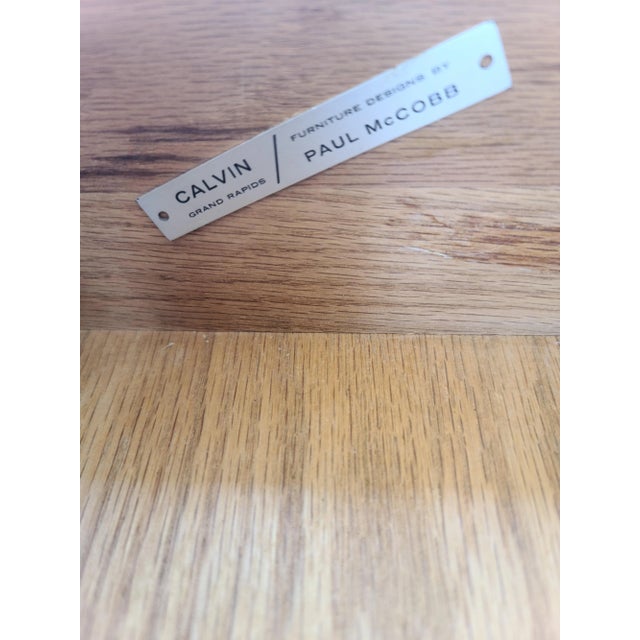 CALVIN
GRAND RAPIDS
FURNITURE DESIGNS BY
PAUL McCOBB